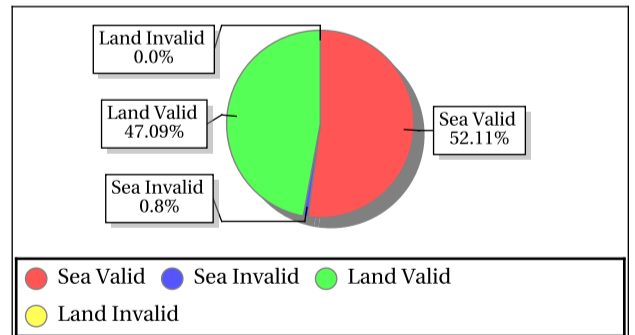 Land Invalid
0.0%
Land Valid
47.09%
Sea Valid
52.11%
Sea Invalid
0.8%
Sea Valid Sea Invalid Land Valid
Land Invalid